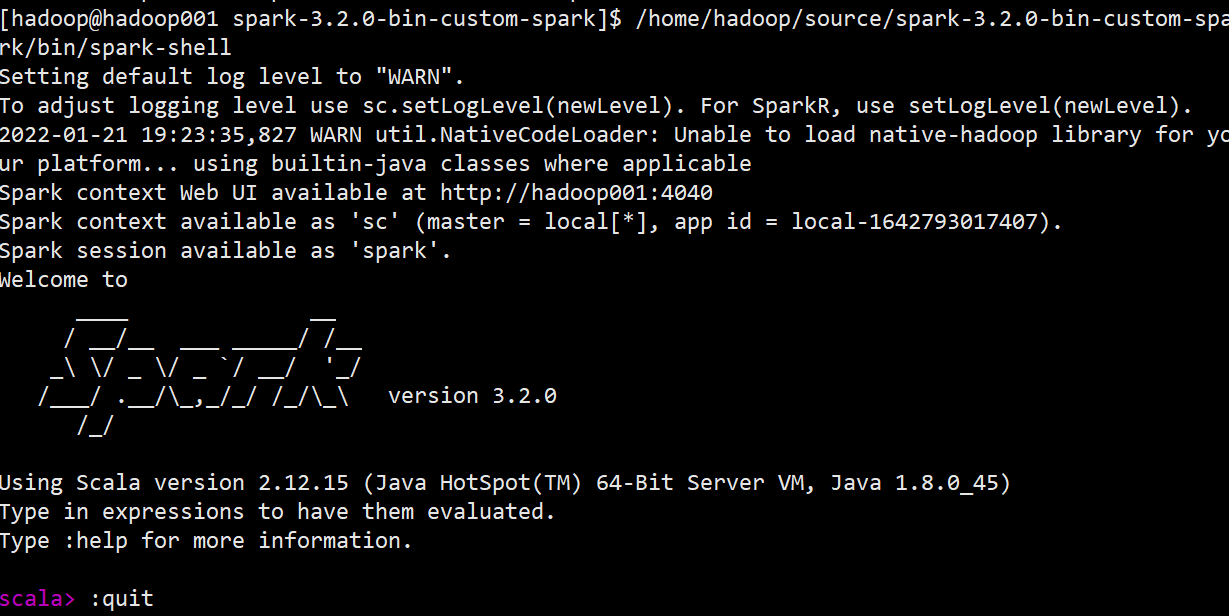 [hadoop@hadoop001 spark-3.2.0-bin-custom-spark]$ /home/hadoop/source/spark-3.2.0-bin-custom-spa
rk/bin/spark-shell
Setting default log level to "WARN".
To adjust logging level use sc.setLogLevel(newLevel). For SparkR, use setLogLevel(newLevel).
2022-01-21 19:23:35,827 WARN util.NativeCodeLoader: Unable to load native-hadoop library for yo
ur platform... using builtin-java classes where applicable
Spark context Web UI available at http://hadoop001:4040
Spark context available as 'sc' (master = local[*], app id = local-1642793017407).
Spark session available as 'spark'.
Welcome to
      ____              __
     / __/__  ___ _____/ /__
    _\ \/ _ \/ _ `/ __/  '_/
   /___/ .__/\_,_/_/ /_/\_\   version 3.2.0
      /_/
Using Scala version 2.12.15 (Java HotSpot(TM) 64-Bit Server VM, Java 1.8.0_45)
Type in expressions to have them evaluated.
Type :help for more information.
scala> :quit